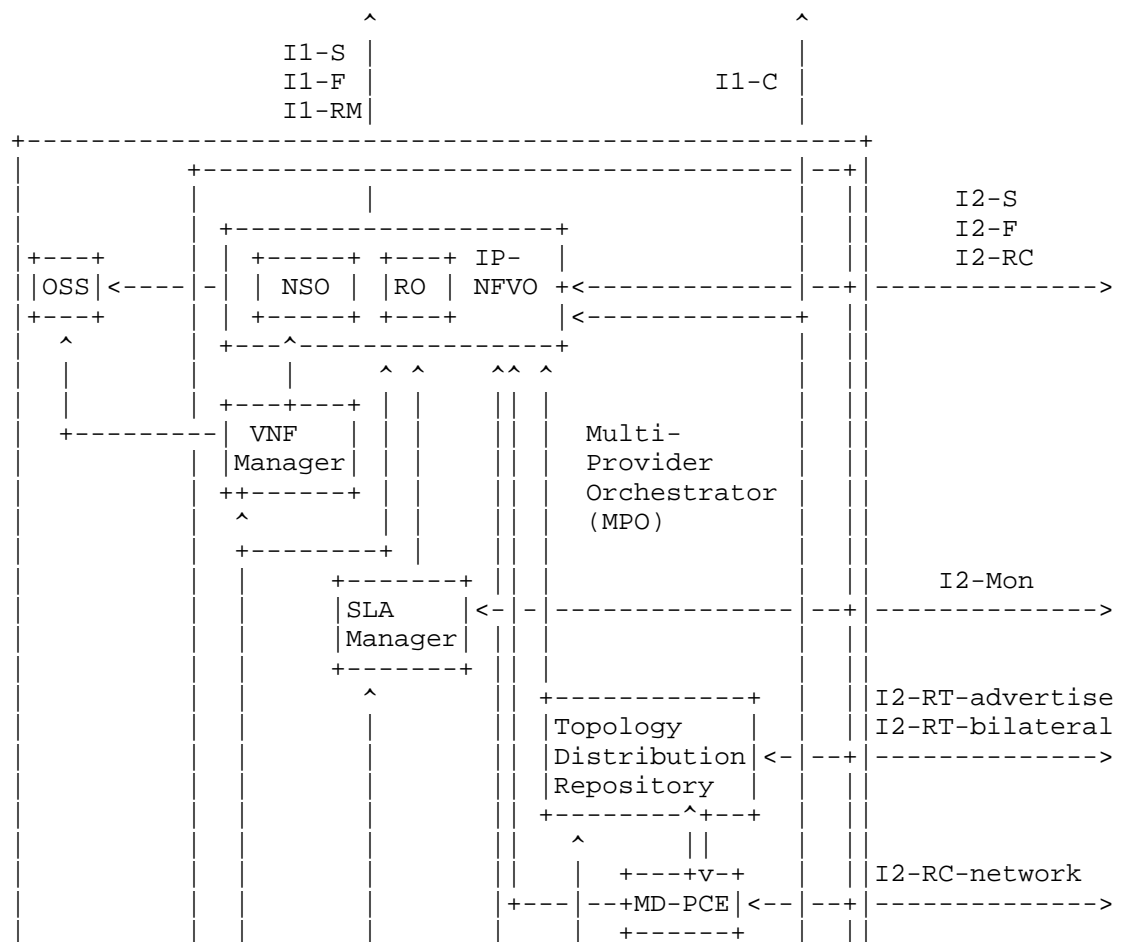 I1-S
I1-F I1-C
I1-RM
I2-S
I2-F
IP- I2-RC
OSS NSO RO NFVO
VNF Multi-
Manager Provider
Orchestrator
(MPO)
I2-Mon
SLA
Manager
I2-RT-advertise
Topology I2-RT-bilateral
Distribution
Repository
I2-RC-network
MD-PCE